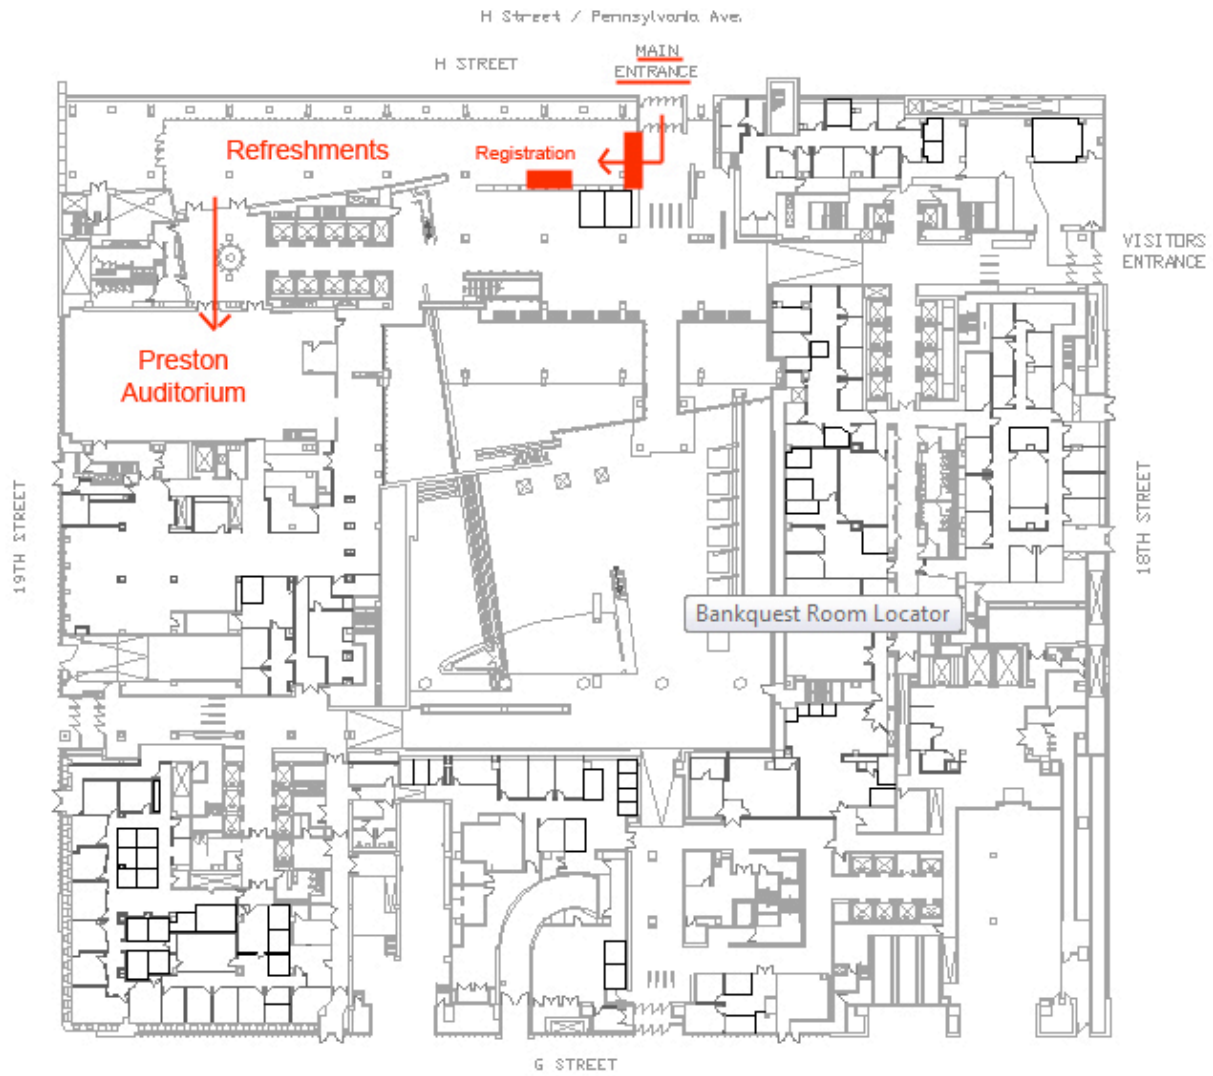 H Street / Pennsylvania Ave.
H STREET
MAIN
ENTRANCE
Refreshments
Registration
VISITORS
ENTRANCE
Preston
Auditorium
19TH STREET
18TH STREET
Bankquest Room Locator
G STREET